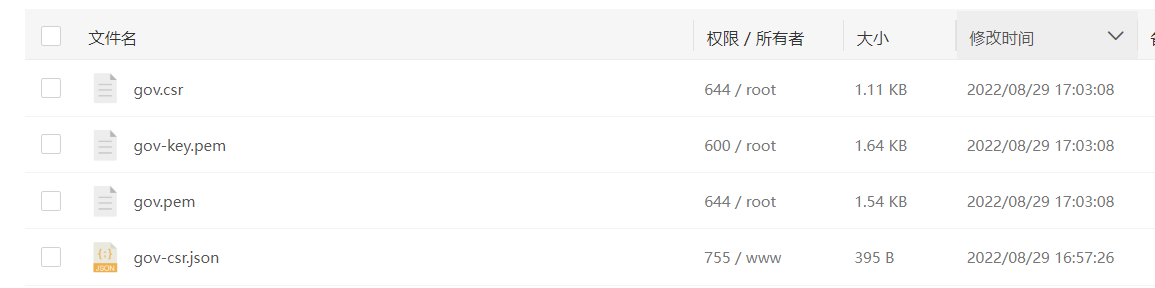 文件名 权限 / 所有者 大小 修改时间
gov.csr 644 / root 1.11 KB 2022/08/29 17:03:08
gov-key.pem 600 / root 1.64 KB 2022/08/29 17:03:08
gov.pem 644 / root 1.54 KB 2022/08/29 17:03:08
JSON gov-csr.json 755 / www 395 B 2022/08/29 16:57:26